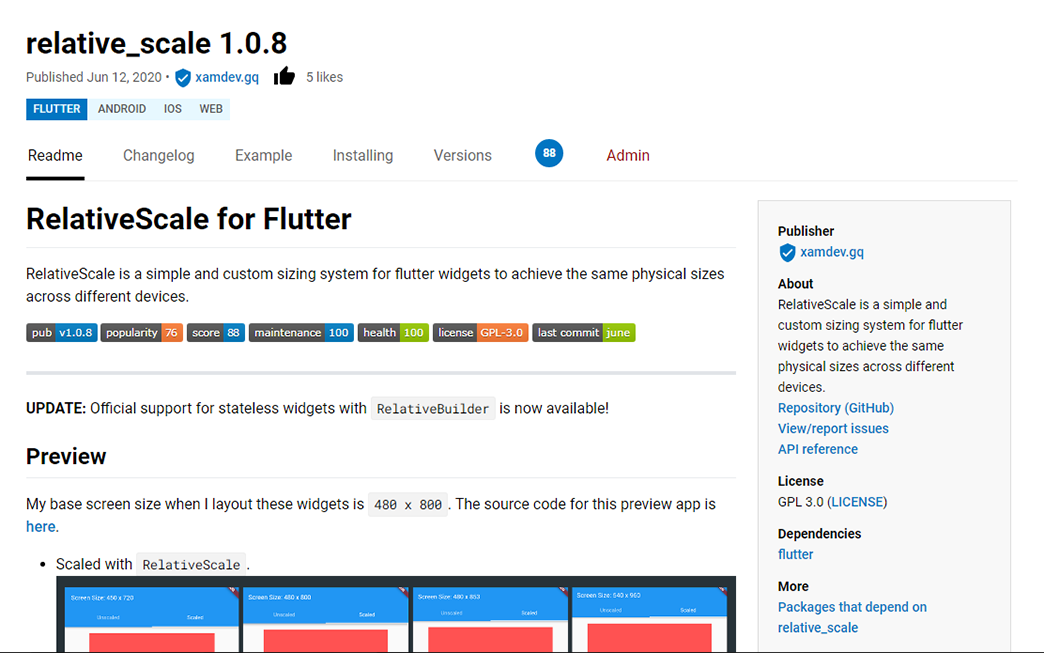 relative_scale 1.0.8
Published Jun 12, 2020 • xamdev.gq 5 likes
FLUTTER ANDROID IOS WEB
Readme Changelog Example Installing Versions 88 Admin
RelativeScale for Flutter
RelativeScale is a simple and custom sizing system for flutter widgets to achieve the same physical sizes
across different devices.
pub v1.0.8 popularity 76 score 88 maintenance 100 health 100 license GPL-3.0 last commit june
UPDATE: Official support for stateless widgets with RelativeBuilder is now available!
Preview
My base screen size when I layout these widgets is 480 x 800 . The source code for this preview app is
here.
• Scaled with RelativeScale .
Screen Size: 450 x 720 Screen Size: 480 x 800 Screen Size: 480 x 853 Screen Size: 540 x 960
Unscaled Scaled Unscaled Scaled Unscaled Scaled Unscaled Scaled
Publisher
xamdev.gq
About
RelativeScale is a simple and
custom sizing system for flutter
widgets to achieve the same
physical sizes across different
devices.
Repository (GitHub)
View/report issues
API reference
License
GPL 3.0 (LICENSE)
Dependencies
flutter
More
Packages that depend on
relative_scale